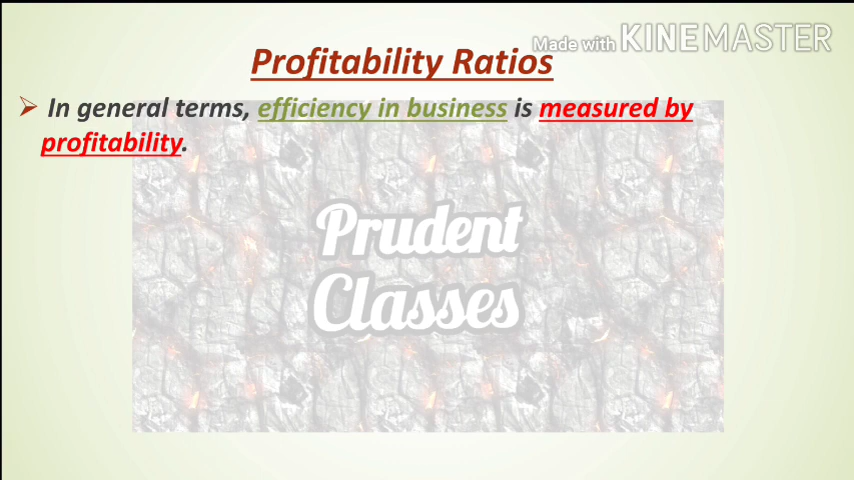 Made with KINEMASTER
Profitability Ratios
In general terms, efficiency in business is measured by
profitability.
Prudent
Classes